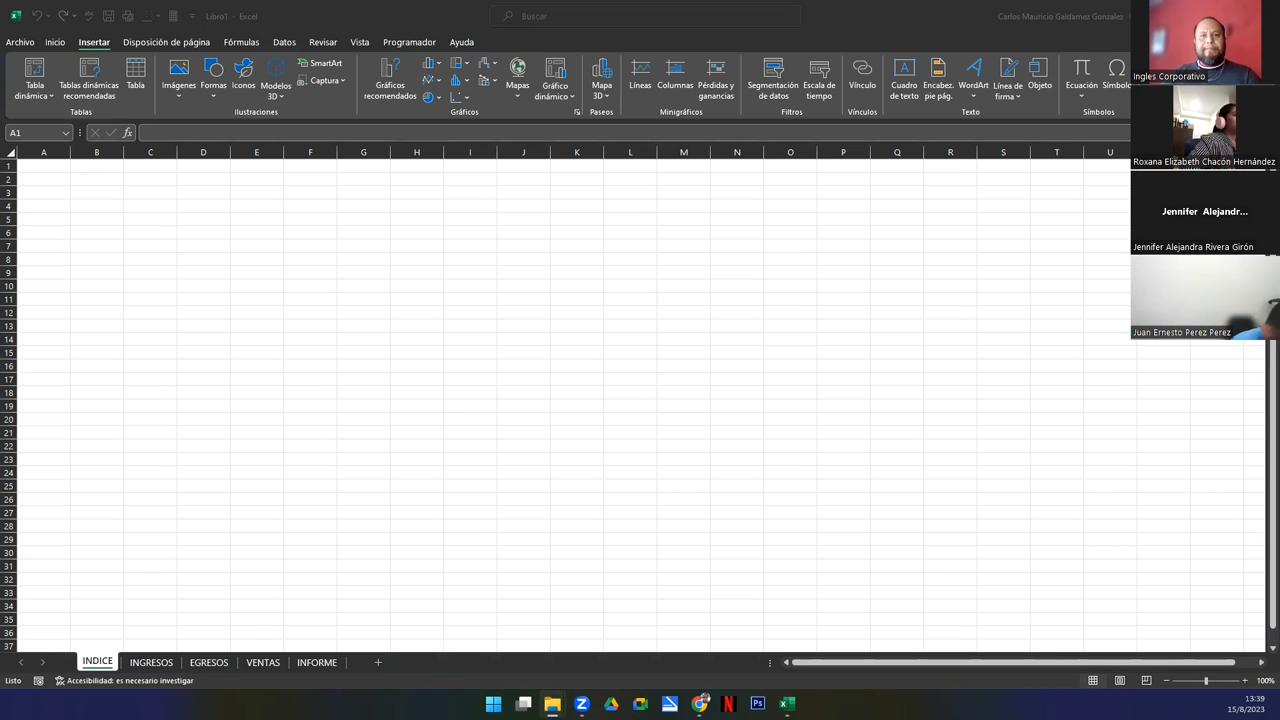 Libro1 - Excel
Buscar
Carlos Mauricio Galdamez Gonzalez
Archivo Inicio Insertar Disposición de página Fórmulas Datos Revisar Vista Programador Ayuda
Tabla dinámica
Tablas dinámicas recomendadas
Tabla
Tablas
Imágenes
Formas
Iconos
Modelos 3D
SmartArt
Captura
Ilustraciones
Gráficos recomendados
Mapas
Gráfico dinámico
Gráficos
Mapa 3D
Paseos
Líneas
Columnas
Pérdidas y ganancias
Minigráficos
Segmentación de datos
Escala de tiempo
Filtros
Vínculo
Vínculos
Cuadro de texto
Encabez. pie pág.
WordArt
Línea de firma
Objeto
Texto
Ecuación
Símbolo
Símbolos
A1
fx
A B C D E F G H I J K L M N O P Q R S T U
1
2
3
4
5
6
7
8
9
10
11
12
13
14
15
16
17
18
19
20
21
22
23
24
25
26
27
28
29
30
31
32
33
34
35
36
37
Ingles Corporativo
Roxana Elizabeth Chacón Hernández
Jennifer Alejandr...
Jennifer Alejandra Rivera Girón
Juan Ernesto Perez Perez
INDICE INGRESOS EGRESOS VENTAS INFORME
Listo
Accesibilidad: es necesario investigar
100%
13:39
15/8/2023